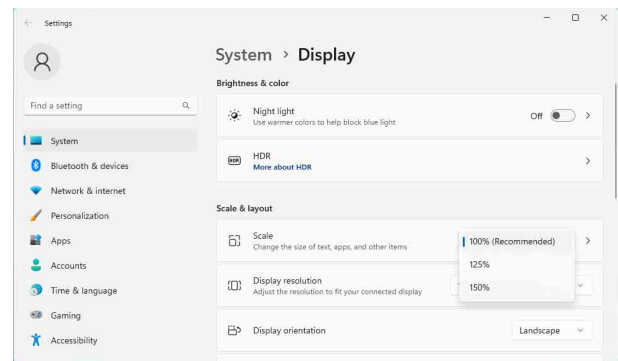 Settings
System > Display
Brightness & color
Find a setting
Night light
Use warmer colors to help block blue light
Off
System
Bluetooth & devices
HDR
HDR
More about HDR
Network & internet
Scale & layout
Personalization
Apps
Scale
Change the size of text, apps, and other items
100% (Recommended)
125%
150%
Accounts
Time & language
Display resolution
Adjust the resolution to fit your connected display
Gaming
Accessibility
Display orientation
Landscape